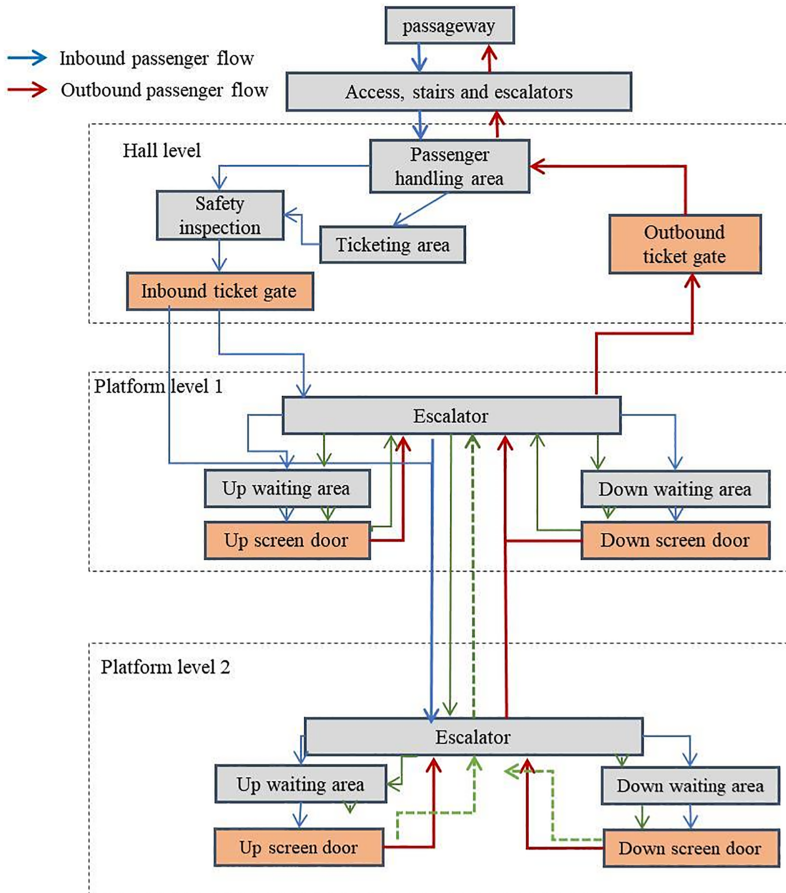 passageway
Inbound passenger flow
Outbound passenger flow
Access, stairs and escalators
Hall level
Passenger
handling area
Safety
inspection
Ticketing area
Outbound
ticket gate
Inbound ticket gate
Platform level 1
Escalator
Up waiting area
Down waiting area
Up screen door
Down screen door
Platform level 2
Escalator
Up waiting area
Down waiting area
Up screen door
Down screen door